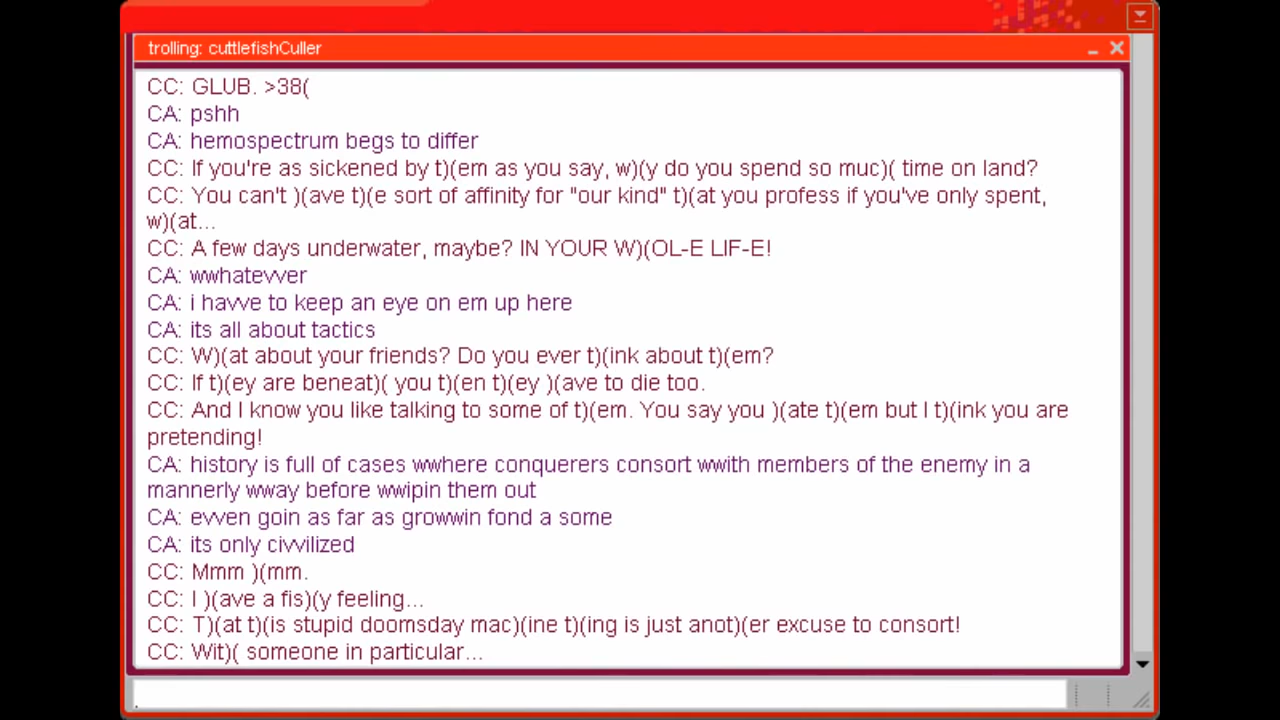 trolling: cuttlefishCuller
CC: GLUB. >38(
CA: pshh
CA: hemospectrum begs to differ
CC: If you're as sickened by t)(em as you say, w)(y do you spend so muc)( time on land?
CC: You can't )(ave t)(e sort of affinity for "our kind" t)(at you profess if you've only spent,
w)(at...
CC: A few days underwater, maybe? IN YOUR W)(OL-E LIF-E!
CA: wwhatevver
CA: i havve to keep an eye on em up here
CA: its all about tactics
CC: W)(at about your friends? Do you ever t)(ink about t)(em?
CC: If t)(ey are beneat)( you t)(en t)(ey )(ave to die too.
CC: And I know you like talking to some of t)(em. You say you )(ate t)(em but I t)(ink you are
pretending!
CA: history is full of cases wwhere conquerers consort wwith members of the enemy in a
mannerly wway before wwipin them out
CA: evven goin as far as growwin fond a some
CA: its only civvilized
CC: Mmm )(mm.
CC: I )(ave a fis)(y feeling...
CC: T)(at t)(is stupid doomsday mac)(ine t)(ing is just anot)(er excuse to consort!
CC: Wit)( someone in particular...